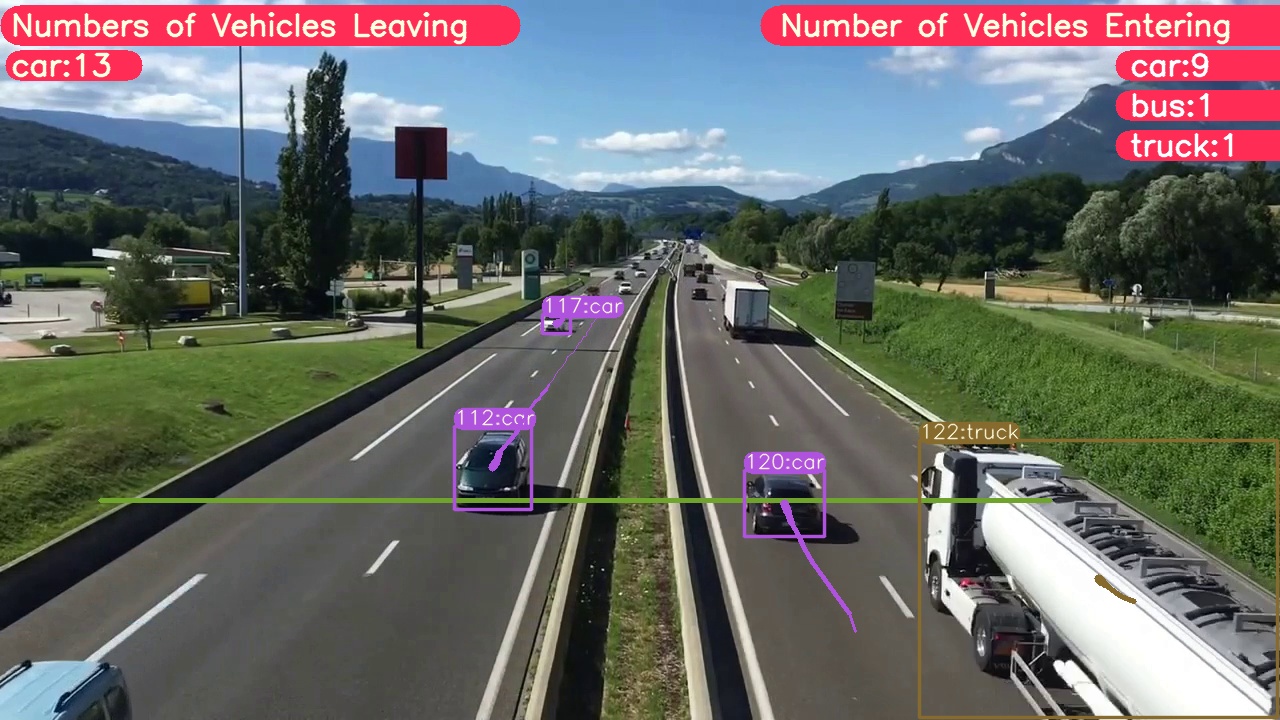 Numbers of Vehicles Leaving
Number of Vehicles Entering
car:13
car:9
bus:1
truck:1
117:car
112:car
122:truck
120:car